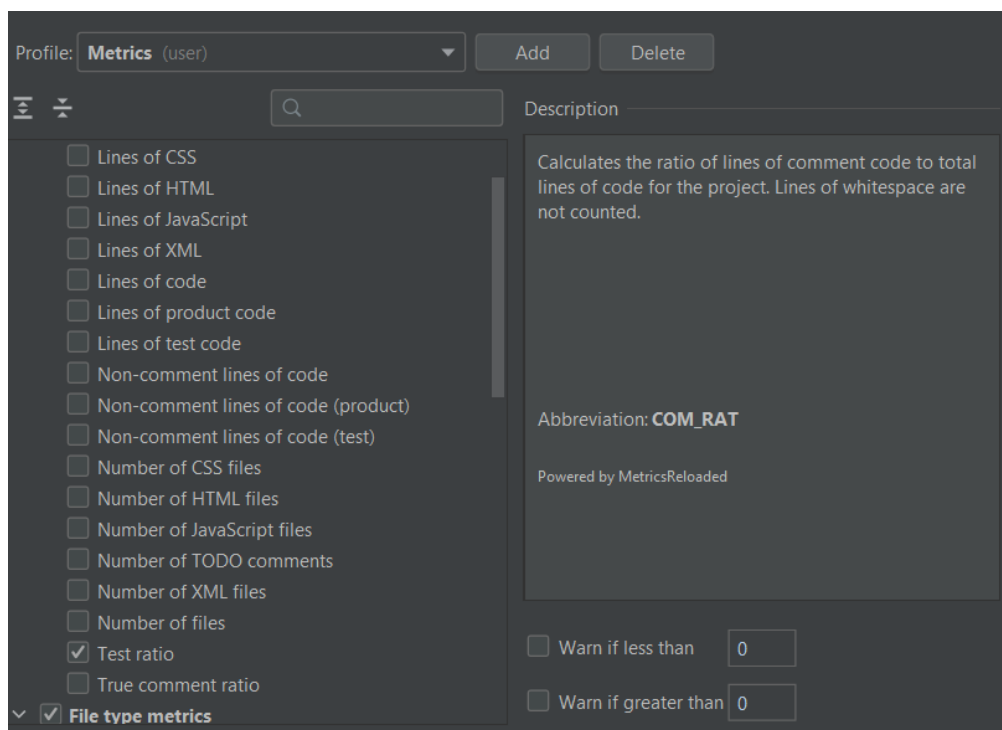 Profile: Metrics (user) Add Delete
Description
Lines of CSS
Lines of HTML
Lines of JavaScript
Lines of XML
Lines of code
Lines of product code
Lines of test code
Non-comment lines of code
Non-comment lines of code (product)
Non-comment lines of code (test)
Number of CSS files
Number of HTML files
Number of JavaScript files
Number of TODO comments
Number of XML files
Number of files
Test ratio
True comment ratio
File type metrics
Calculates the ratio of lines of comment code to total
lines of code for the project. Lines of whitespace are
not counted.
Abbreviation: COM_RAT
Powered by MetricsReloaded
Warn if less than 0
Warn if greater than 0